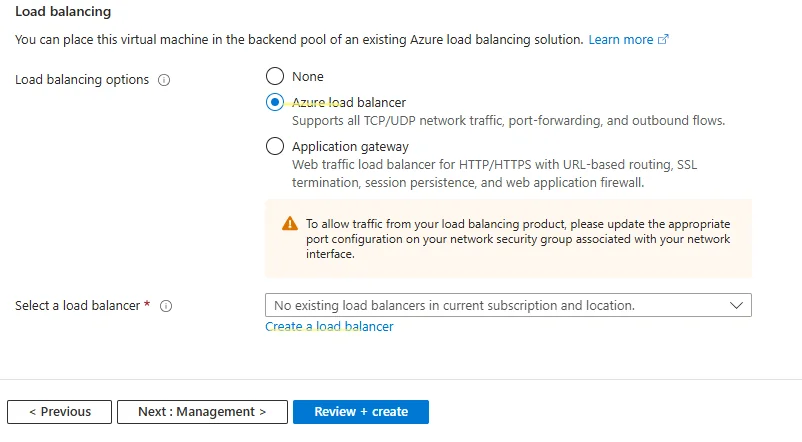 Load balancing
You can place this virtual machine in the backend pool of an existing Azure load balancing solution. Learn more
Load balancing options
None
Azure load balancer
Supports all TCP/UDP network traffic, port-forwarding, and outbound flows.
Application gateway
Web traffic load balancer for HTTP/HTTPS with URL-based routing, SSL
termination, session persistence, and web application firewall.
To allow traffic from your load balancing product, please update the appropriate
port configuration on your network security group associated with your network
interface.
Select a load balancer *
No existing load balancers in current subscription and location.
Create a load balancer
< Previous
Next : Management >
Review + create